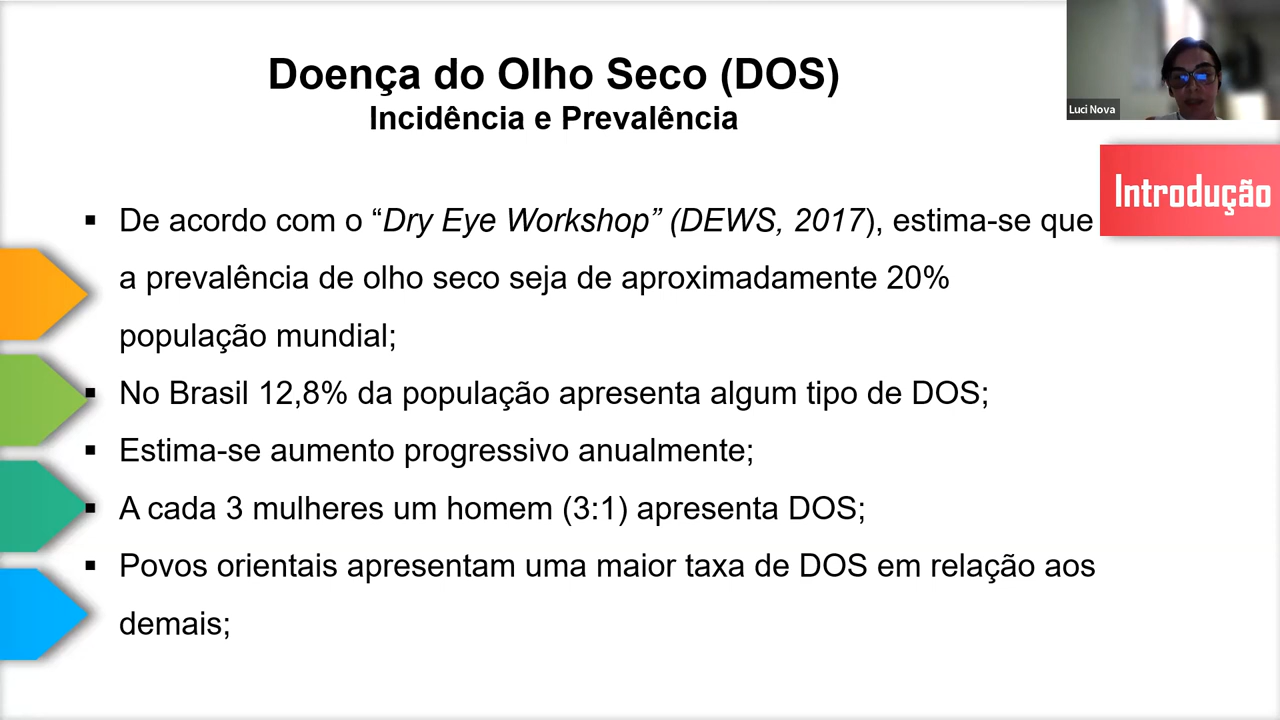 Doença do Olho Seco (DOS)
Incidência e Prevalência
Luci Nova
Introdução
▪ De acordo com o “Dry Eye Workshop” (DEWS, 2017), estima-se que
a prevalência de olho seco seja de aproximadamente 20%
população mundial;
▪ No Brasil 12,8% da população apresenta algum tipo de DOS;
▪ Estima-se aumento progressivo anualmente;
▪ A cada 3 mulheres um homem (3:1) apresenta DOS;
▪ Povos orientais apresentam uma maior taxa de DOS em relação aos
demais;